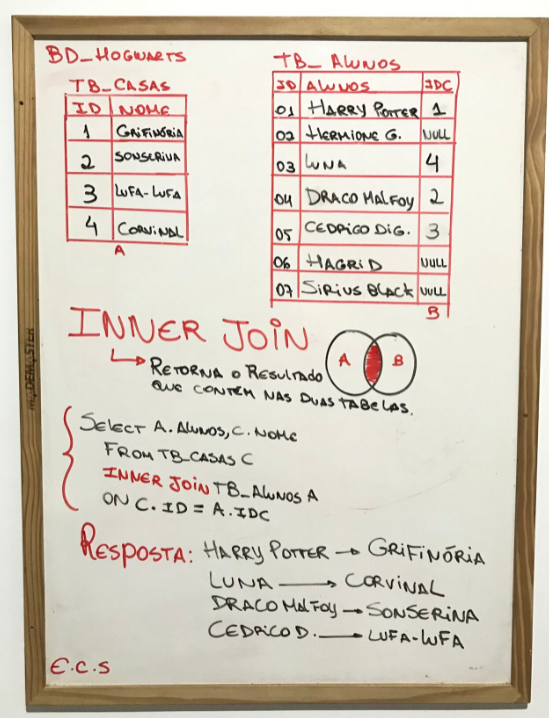 BD_HOGWARTS
TB_CASAS
ID NOME
1 GRIFINÓRIA
2 SONSERINA
3 LUFA-LUFA
4 CORVINAL
A
TB_ALUNOS
ID ALUNOS IDC
01 HARRY POTTER 1
02 HERMIONE G. NULL
03 LUNA 4
04 DRACO MALFOY 2
05 CEDRICO DIG. 3
06 HAGRID NULL
07 SIRIUS BLACK NULL
B
INNER JOIN
RETORNA O RESULTADO
QUE CONTÉM NAS DUAS TABELAS.
A B
SELECT A.ALUNOS, C.NOME
FROM TB_CASAS C
INNER JOIN TB_ALUNOS A
ON C.ID = A.IDC
RESPOSTA: HARRY POTTER → GRIFINÓRIA
LUNA → CORVINAL
DRACO MALFOY → SONSERINA
CEDRICO D. → LUFA-LUFA
E.C.S